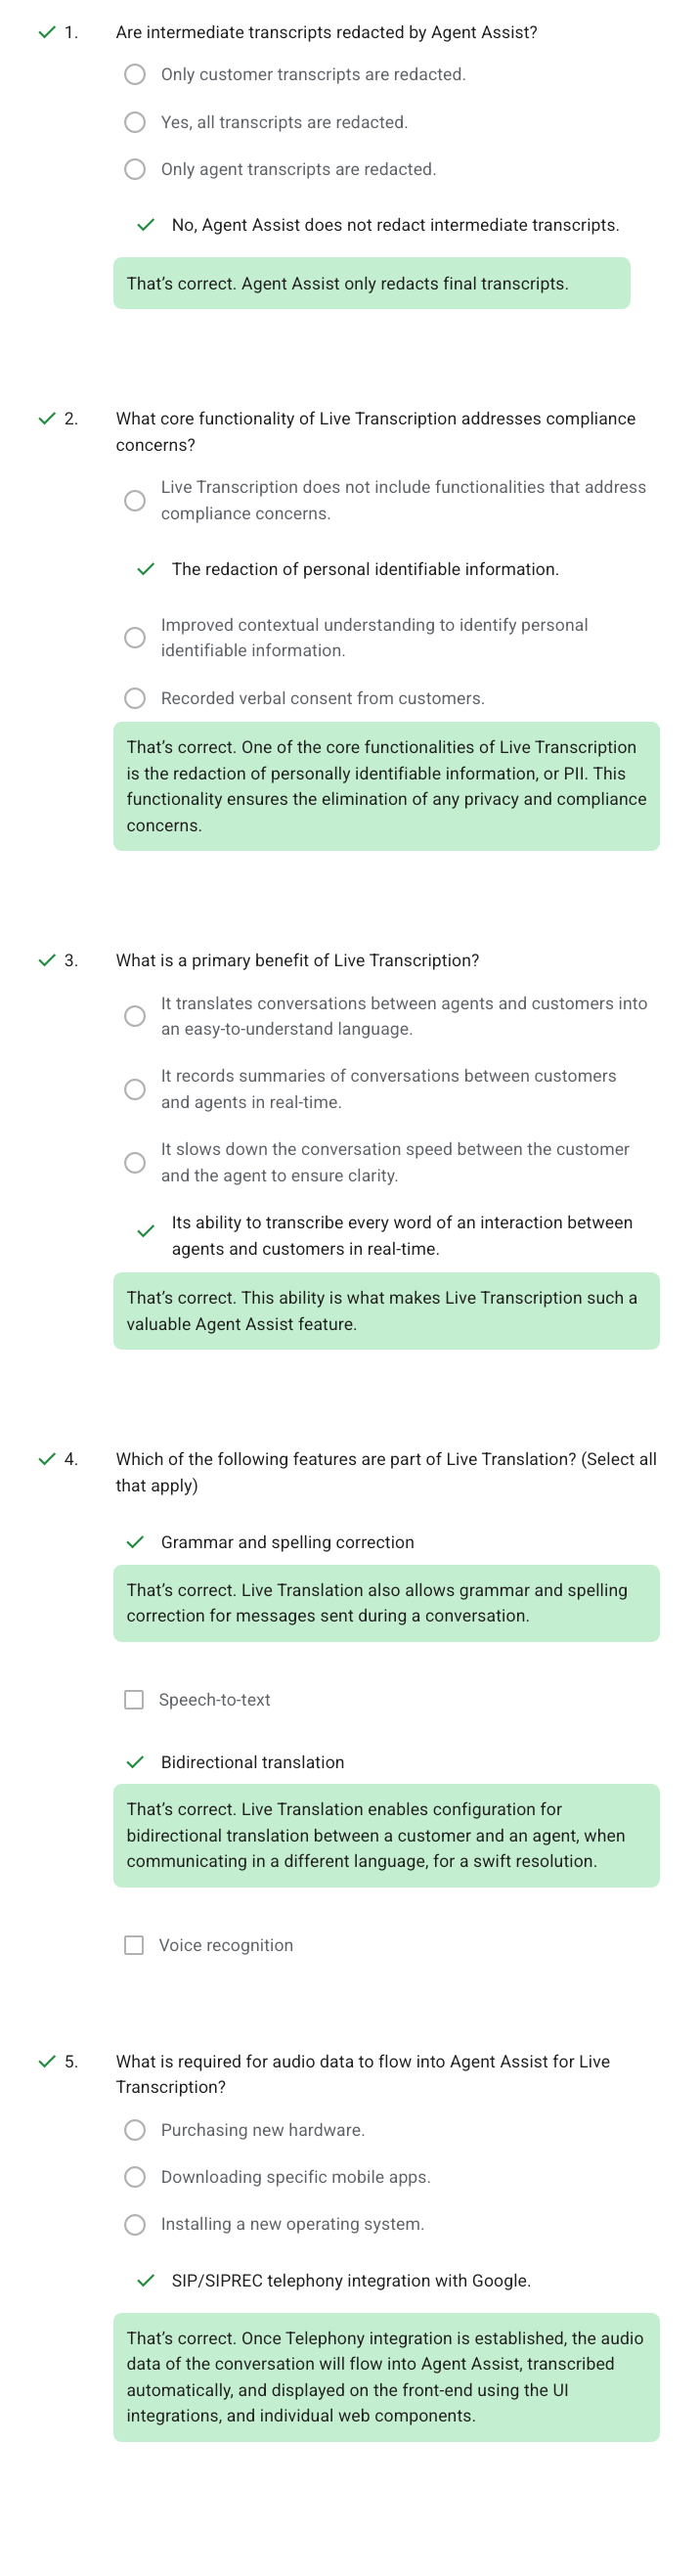 1. Are intermediate transcripts redacted by Agent Assist?
Only customer transcripts are redacted.
Yes, all transcripts are redacted.
Only agent transcripts are redacted.
No, Agent Assist does not redact intermediate transcripts.
That’s correct. Agent Assist only redacts final transcripts.
2. What core functionality of Live Transcription addresses compliance
concerns?
Live Transcription does not include functionalities that address
compliance concerns.
The redaction of personal identifiable information.
Improved contextual understanding to identify personal
identifiable information.
Recorded verbal consent from customers.
That’s correct. One of the core functionalities of Live Transcription
is the redaction of personally identifiable information, or PII. This
functionality ensures the elimination of any privacy and compliance
concerns.
3. What is a primary benefit of Live Transcription?
It translates conversations between agents and customers into
an easy-to-understand language.
It records summaries of conversations between customers
and agents in real-time.
It slows down the conversation speed between the customer
and the agent to ensure clarity.
Its ability to transcribe every word of an interaction between
agents and customers in real-time.
That’s correct. This ability is what makes Live Transcription such a
valuable Agent Assist feature.
4. Which of the following features are part of Live Translation? (Select all
that apply)
Grammar and spelling correction
That’s correct. Live Translation also allows grammar and spelling
correction for messages sent during a conversation.
Speech-to-text
Bidirectional translation
That’s correct. Live Translation enables configuration for
bidirectional translation between a customer and an agent, when
communicating in a different language, for a swift resolution.
Voice recognition
5. What is required for audio data to flow into Agent Assist for Live
Transcription?
Purchasing new hardware.
Downloading specific mobile apps.
Installing a new operating system.
SIP/SIPREC telephony integration with Google.
That’s correct. Once Telephony integration is established, the audio
data of the conversation will flow into Agent Assist, transcribed
automatically, and displayed on the front-end using the UI
integrations, and individual web components.